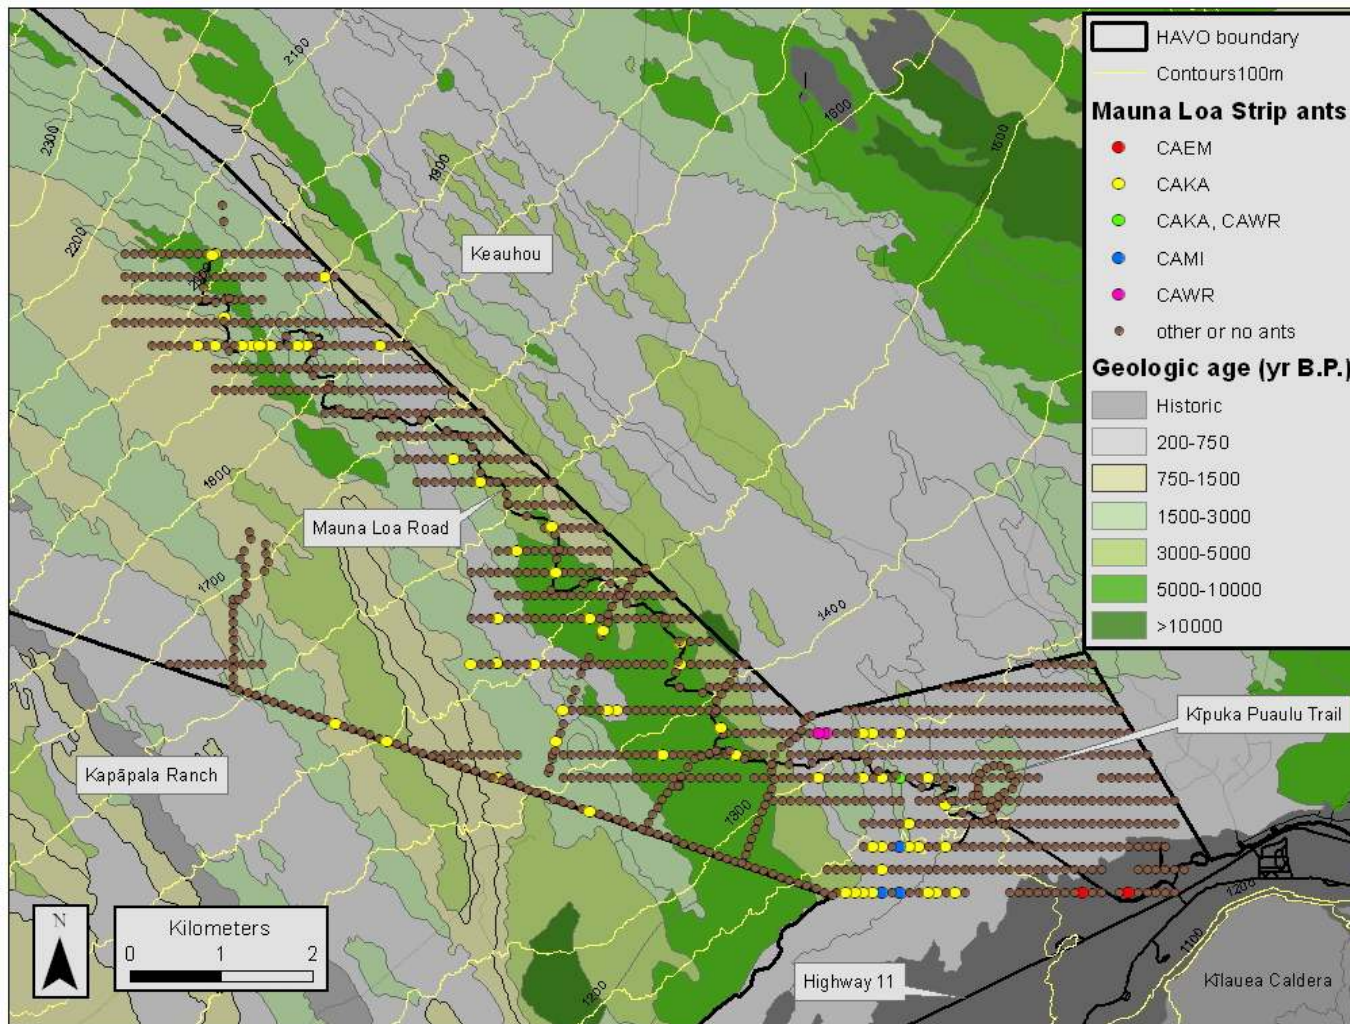 HAVO boundary
Contours100m
Mauna Loa Strip ants
CAEM
CAKA
CAKA, CAWR
CAMI
CAWR
other or no ants
Geologic age (yr B.P.)
Historic
200-750
750-1500
1500-3000
3000-5000
5000-10000
>10000
2100
2300
2200
1900
1600
1500
Keauhou
1800
Mauna Loa Road
1700
1400
Kīpuka Puaulu Trail
Kapāpala Ranch
1300
1200
1100
N
Kilometers
0 1 2
Highway 11
1200
Kīlauea Caldera